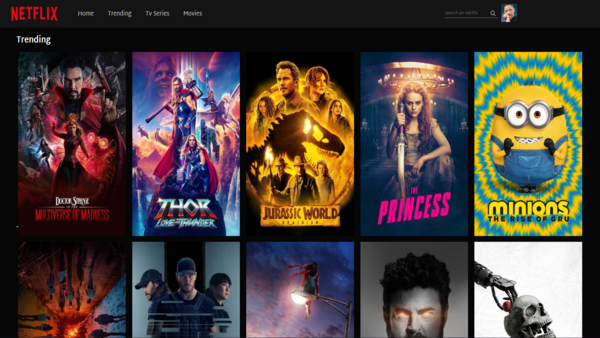 NETFLIX
Home
Trending
Tv Series
Movies
search on netflix
Trending
DOCTOR STRANGE
IN THE
MULTIVERSE OF MADNESS
THOR
LOVE AND THUNDER
JURASSIC WORLD
DOMINION
THE
PRINCESS
MINIONS
THE RISE OF GRU